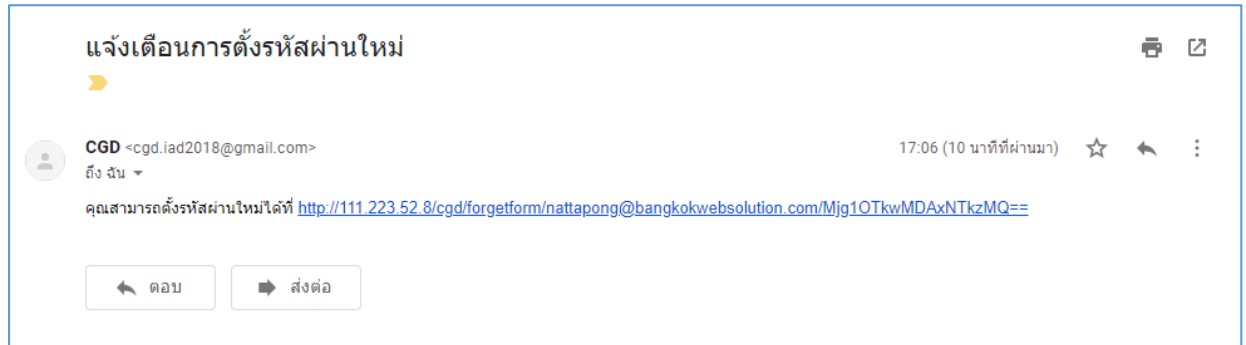 แจ้งเตือนการตั้งรหัสผ่านใหม่
CGD <cgd.iad2018@gmail.com> 17:06 (10 นาทีที่ผ่านมา)
ถึง ฉัน
คุณสามารถตั้งรหัสผ่านใหม่ได้ที่ http://111.223.52.8/cgd/forgetform/nattapong@bangkokwebsolution.com/Mjg1OTkwMDAxNTkzMQ==
ตอบ ส่งต่อ